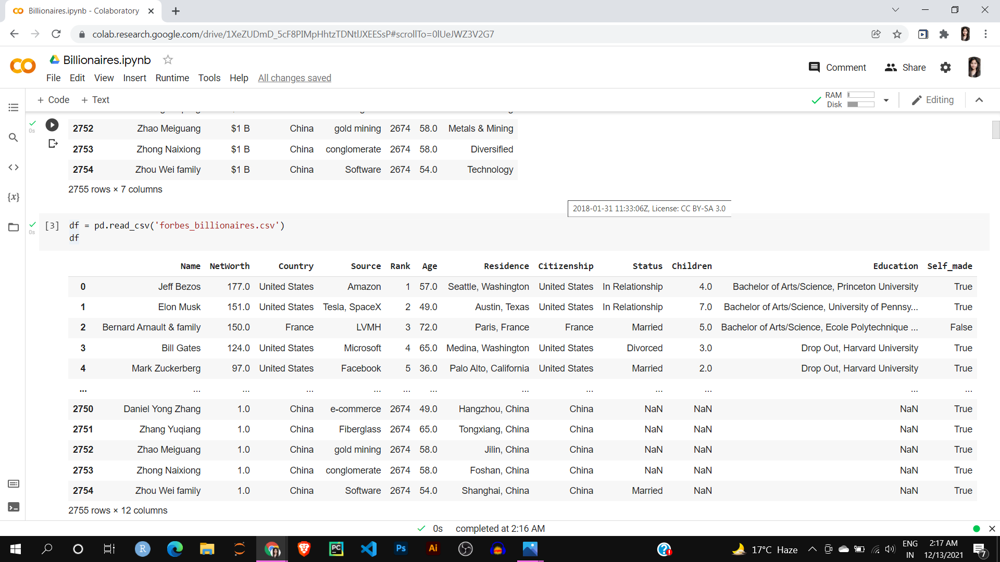 Billionaires.ipynb - Colaboratory
colab.research.google.com/drive/1XeZUDmD_5cF8PIMpHhtzTDNtlJXEESsP#scrollTo=0lUeJWZ3V2G7
Billionaires.ipynb
Comment Share
File Edit View Insert Runtime Tools Help All changes saved
+ Code + Text
RAM
Disk
Editing
2752 Zhao Meiguang $1 B China gold mining 2674 58.0 Metals & Mining
0s
2753 Zhong Naixiong $1 B China conglomerate 2674 58.0 Diversified
2754 Zhou Wei family $1 B China Software 2674 54.0 Technology
2755 rows × 7 columns
{x}
2018-01-31 11:33:06Z, License: CC BY-SA 3.0
[3] df = pd.read_csv('forbes_billionaires.csv')
0s
df
Name NetWorth Country Source Rank Age Residence Citizenship Status Children Education Self_made
0 Jeff Bezos 177.0 United States Amazon 1 57.0 Seattle, Washington United States In Relationship 4.0 Bachelor of Arts/Science, Princeton University True
1 Elon Musk 151.0 United States Tesla, SpaceX 2 49.0 Austin, Texas United States In Relationship 7.0 Bachelor of Arts/Science, University of Pennsy... True
2 Bernard Arnault & family 150.0 France LVMH 3 72.0 Paris, France France Married 5.0 Bachelor of Arts/Science, Ecole Polytechnique ... False
3 Bill Gates 124.0 United States Microsoft 4 65.0 Medina, Washington United States Divorced 3.0 Drop Out, Harvard University True
4 Mark Zuckerberg 97.0 United States Facebook 5 36.0 Palo Alto, California United States Married 2.0 Drop Out, Harvard University True
... ... ... ... ... ... ... ... ... ... ... ... ...
2750 Daniel Yong Zhang 1.0 China e-commerce 2674 49.0 Hangzhou, China China NaN NaN NaN True
2751 Zhang Yuqiang 1.0 China Fiberglass 2674 65.0 Tongxiang, China China NaN NaN NaN True
2752 Zhao Meiguang 1.0 China gold mining 2674 58.0 Jilin, China China NaN NaN NaN True
2753 Zhong Naixiong 1.0 China conglomerate 2674 58.0 Foshan, China China NaN NaN NaN True
2754 Zhou Wei family 1.0 China Software 2674 54.0 Shanghai, China China Married NaN NaN True
2755 rows × 12 columns
0s completed at 2:16 AM
R PC Ps Ai
17°C Haze
ENG
IN
2:17 AM
12/13/2021
7